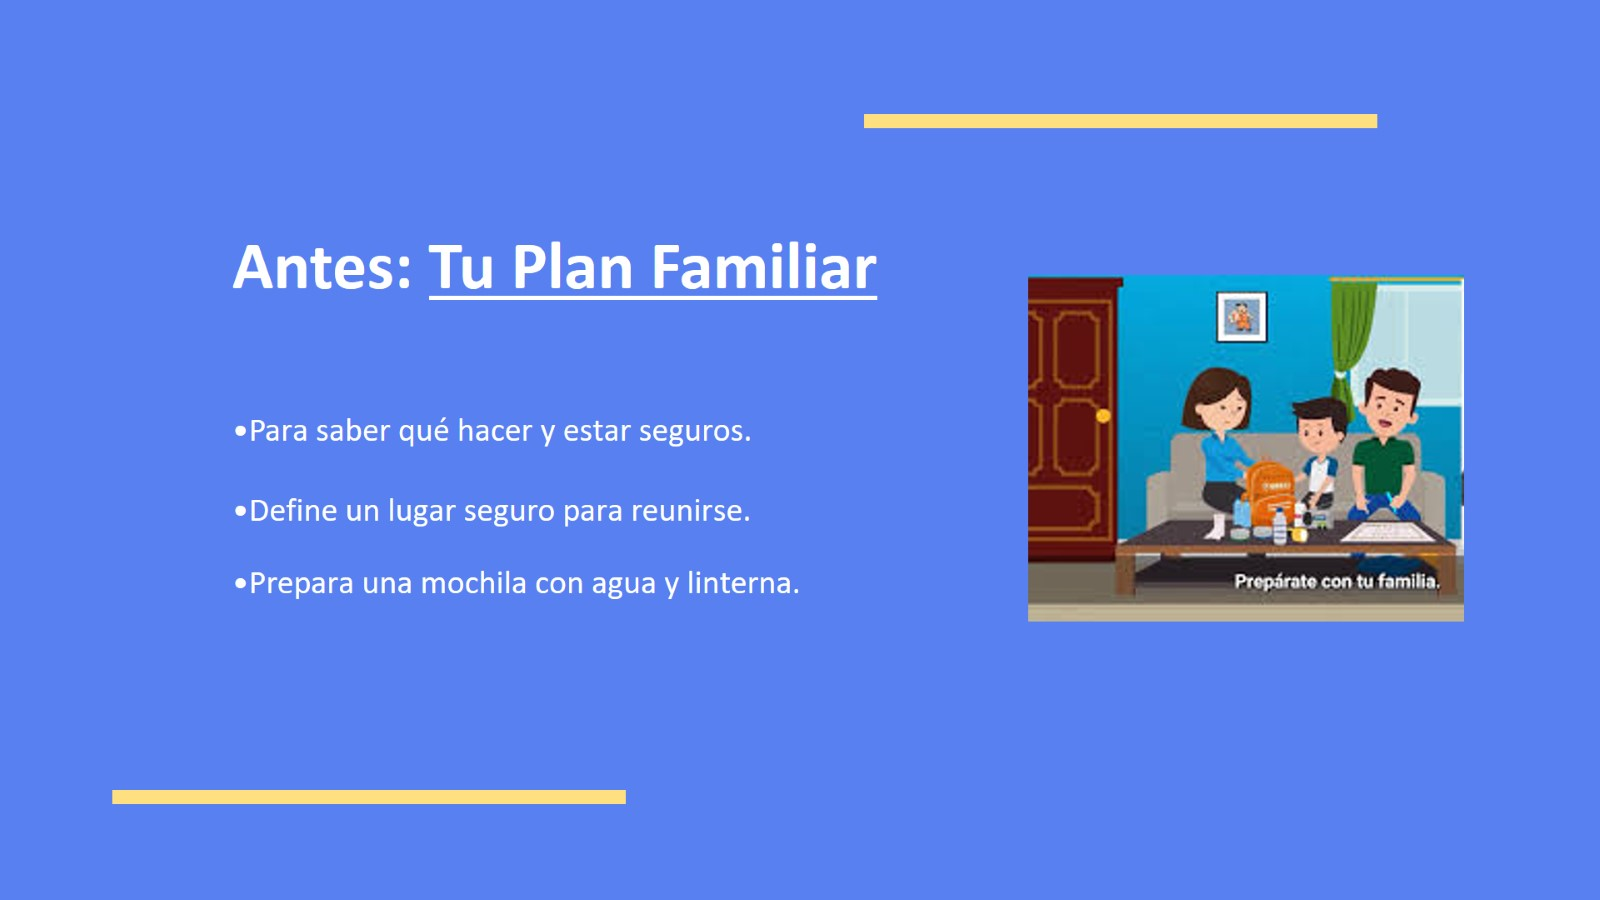 Antes: Tu Plan Familiar
•Para saber qué hacer y estar seguros.
•Define un lugar seguro para reunirse.
•Prepara una mochila con agua y linterna.
Prepárate con tu familia.